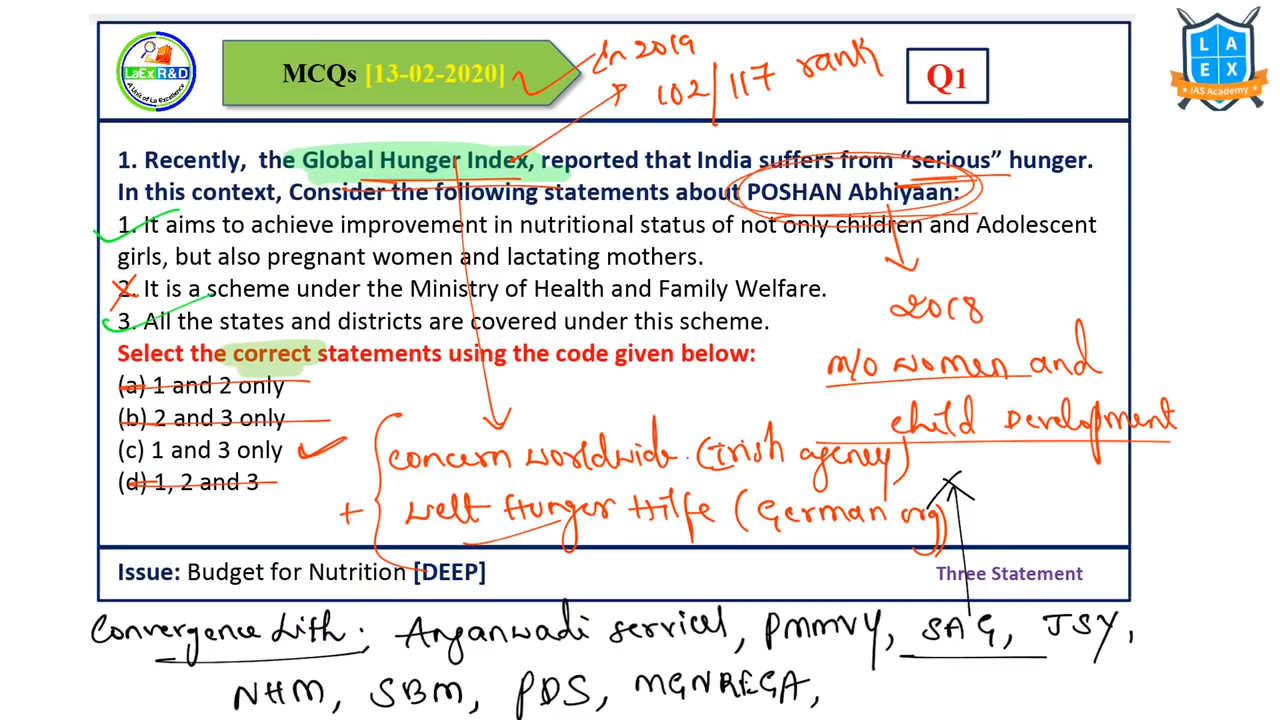 LaEx R&D
A Unit of La Excellence
MCQs [13-02-2020]
In 2019
102/117 rank
Q1
LA
EX
IAS Academy
1. Recently, the Global Hunger Index, reported that India suffers from “serious” hunger.
In this context, Consider the following statements about POSHAN Abhiyaan:
1. It aims to achieve improvement in nutritional status of not only children and Adolescent
girls, but also pregnant women and lactating mothers.
2. It is a scheme under the Ministry of Health and Family Welfare.
3. All the states and districts are covered under this scheme.
2018
Select the correct statements using the code given below:
m/o women and
child Development
(a) 1 and 2 only
(b) 2 and 3 only
(c) 1 and 3 only
(d) 1, 2 and 3
concern worldwide (Irish agency)
+ welt Hunger Hilfe (German org)
Issue: Budget for Nutrition [DEEP]
Three Statement
Convergence with: Anganwadi services, PMMVY, SAG, JSY,
NHM, SBM, PDS, MGNREGA,